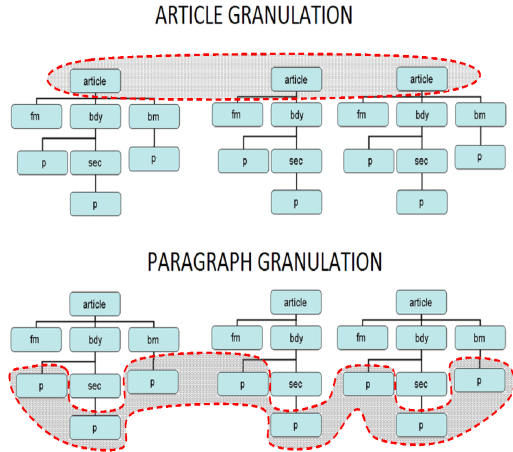 ARTICLE GRANULATION
article article article
fm bdy bm fm bdy fm bdy bm
p sec p p sec p sec p
p p p
PARAGRAPH GRANULATION
article article article
fm bdy bm fm bdy fm bdy bm
p sec p p sec p sec p
p p p